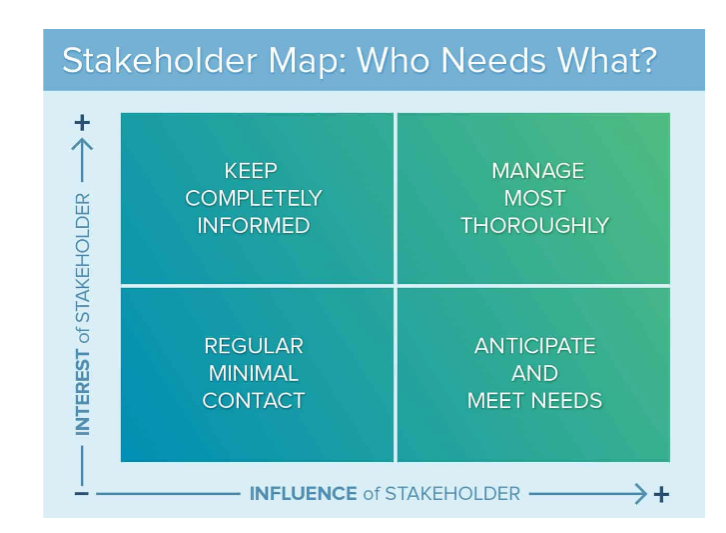 Stakeholder Map: Who Needs What?
+
INTEREST of STAKEHOLDER
KEEP
COMPLETELY
INFORMED
MANAGE
MOST
THOROUGHLY
REGULAR
MINIMAL
CONTACT
ANTICIPATE
AND
MEET NEEDS
–
INFLUENCE of STAKEHOLDER
+